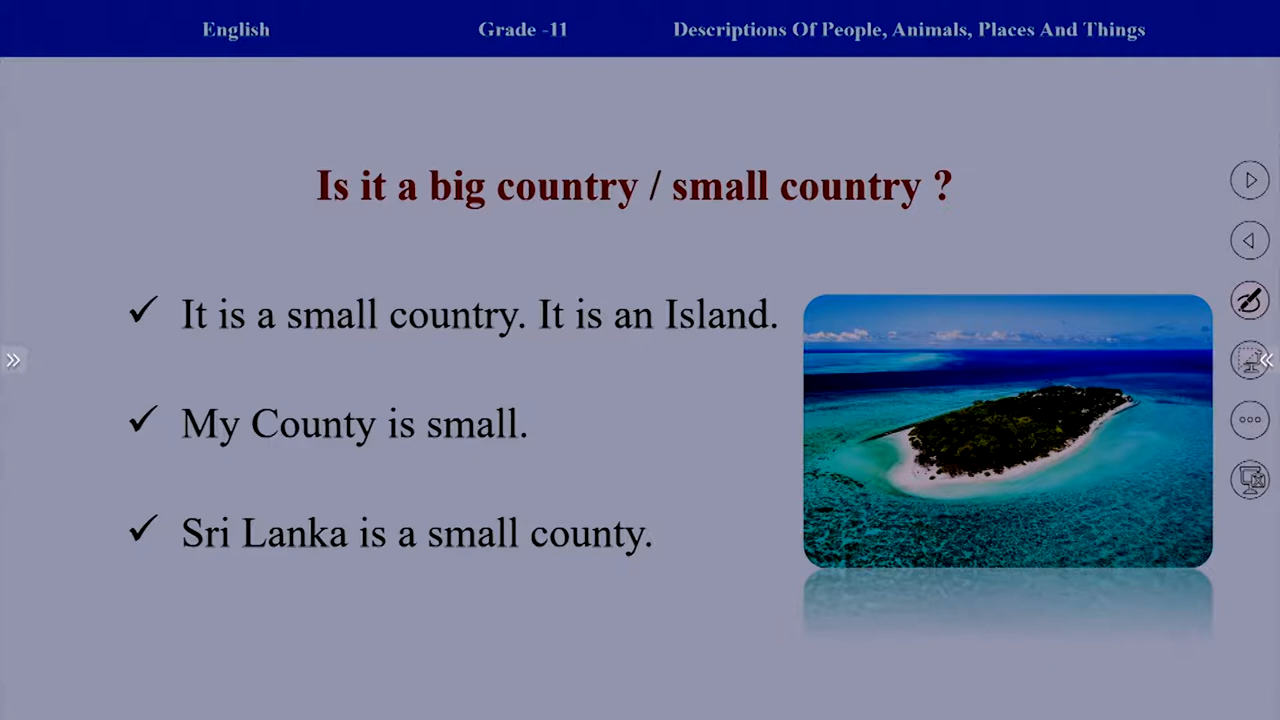 English Grade -11 Descriptions Of People, Animals, Places And Things
Is it a big country / small country ?
It is a small country. It is an Island.
My County is small.
Sri Lanka is a small county.